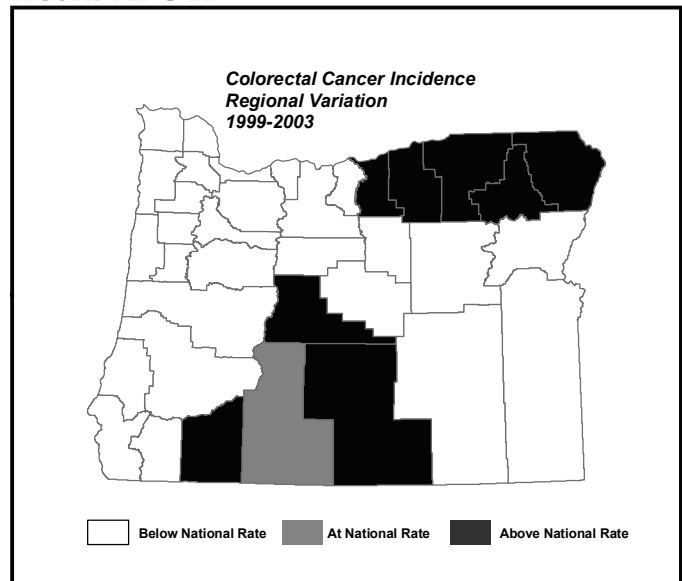 Colorectal Cancer Incidence
Regional Variation
1999-2003
Below National Rate
At National Rate
Above National Rate